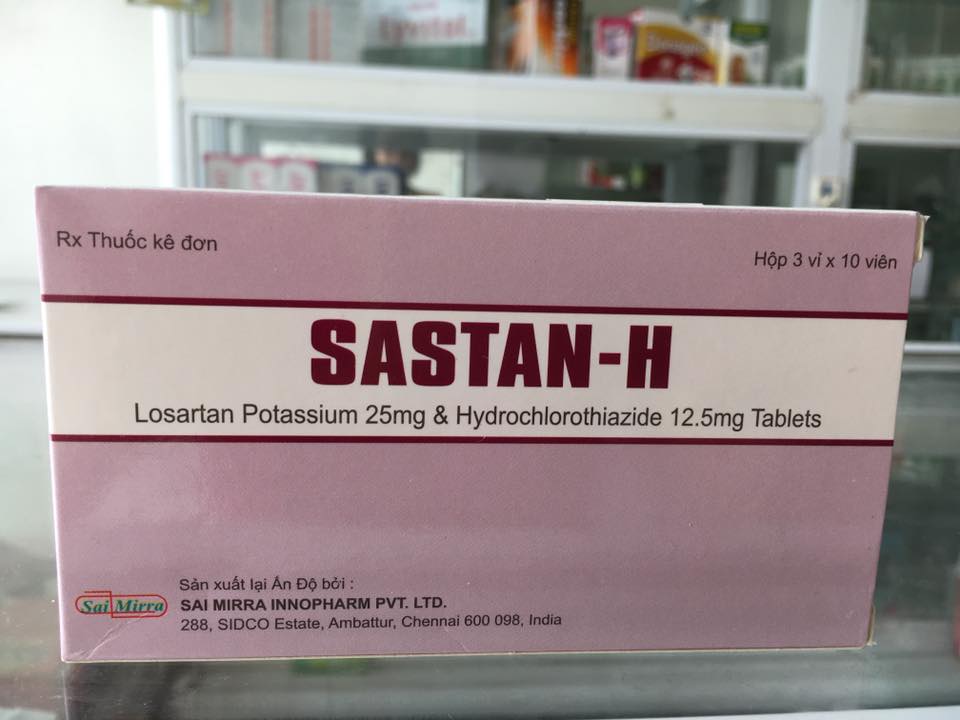 Rx Thuốc kê đơn
Hộp 3 vỉ x 10 viên
SASTAN-H
Losartan Potassium 25mg & Hydrochlorothiazide 12.5mg Tablets
Sai Mirra
Sản xuất lại Ấn Độ bởi :
SAI MIRRA INNOPHARM PVT. LTD.
288, SIDCO Estate, Ambattur, Chennai 600 098, India